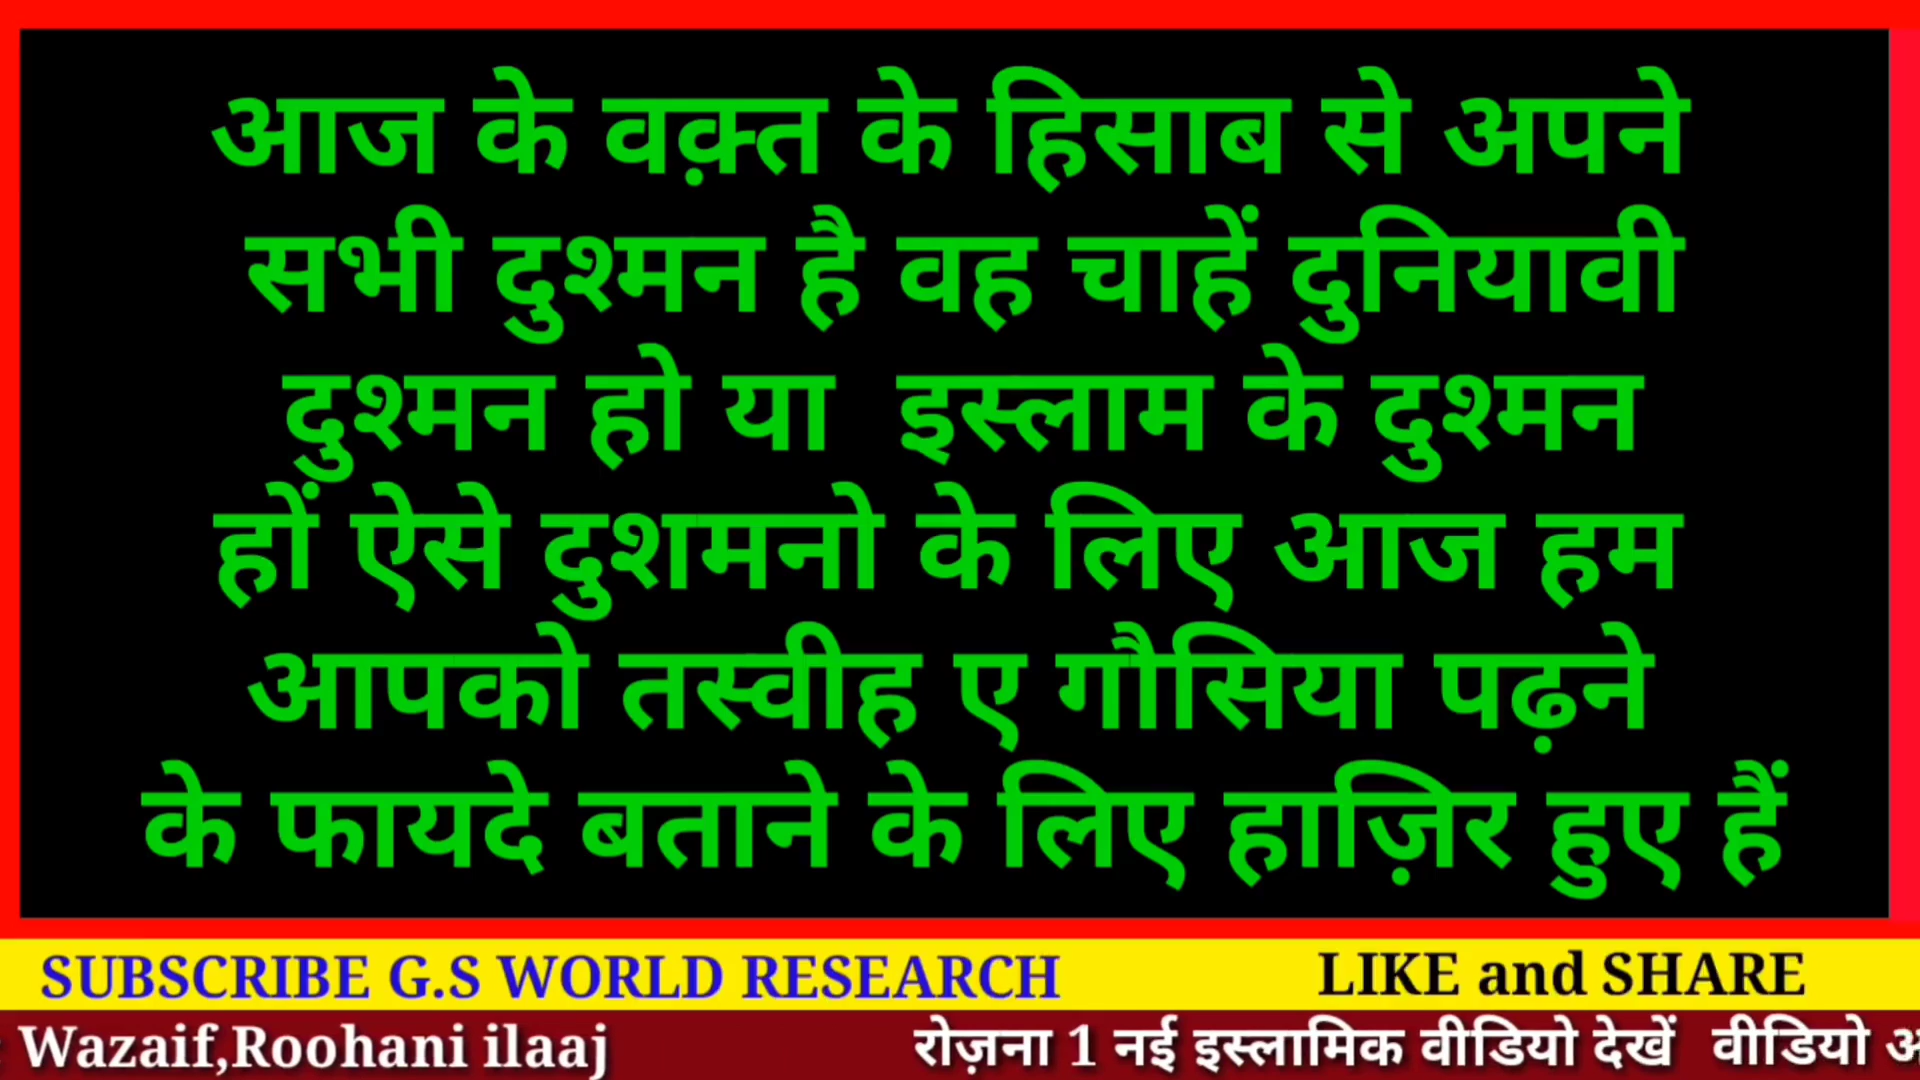 आज के वक़्त के हिसाब से अपने
सभी दुश्मन है वह चाहें दुनियावी
दुश्मन हो या इस्लाम के दुश्मन
हों ऐसे दुशमनो के लिए आज हम
आपको तस्वीह ए गौसिया पढ़ने
के फायदे बताने के लिए हाज़िर हुए हैं
SUBSCRIBE G.S WORLD RESEARCH LIKE and SHARE
Wazaif,Roohani ilaaj रोज़ना 1 नई इस्लामिक वीडियो देखें वीडियो